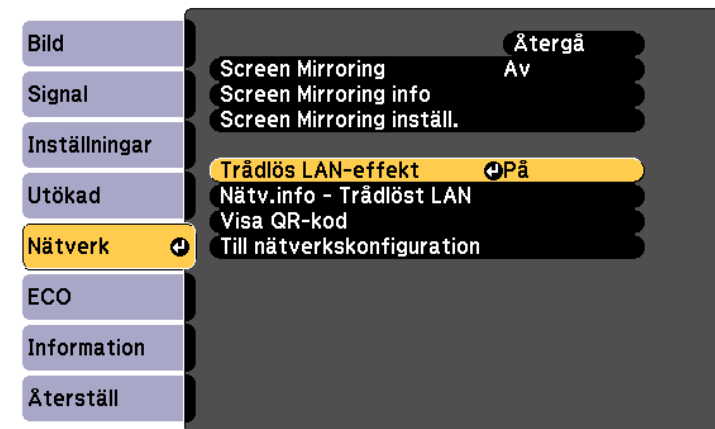 Bild
Signal
Inställningar
Utökad
Nätverk
ECO
Information
Återställ
Återgå
Screen Mirroring Av
Screen Mirroring info
Screen Mirroring inställ.
Trådlös LAN-effekt På
Nätv.info - Trådlöst LAN
Visa QR-kod
Till nätverkskonfiguration